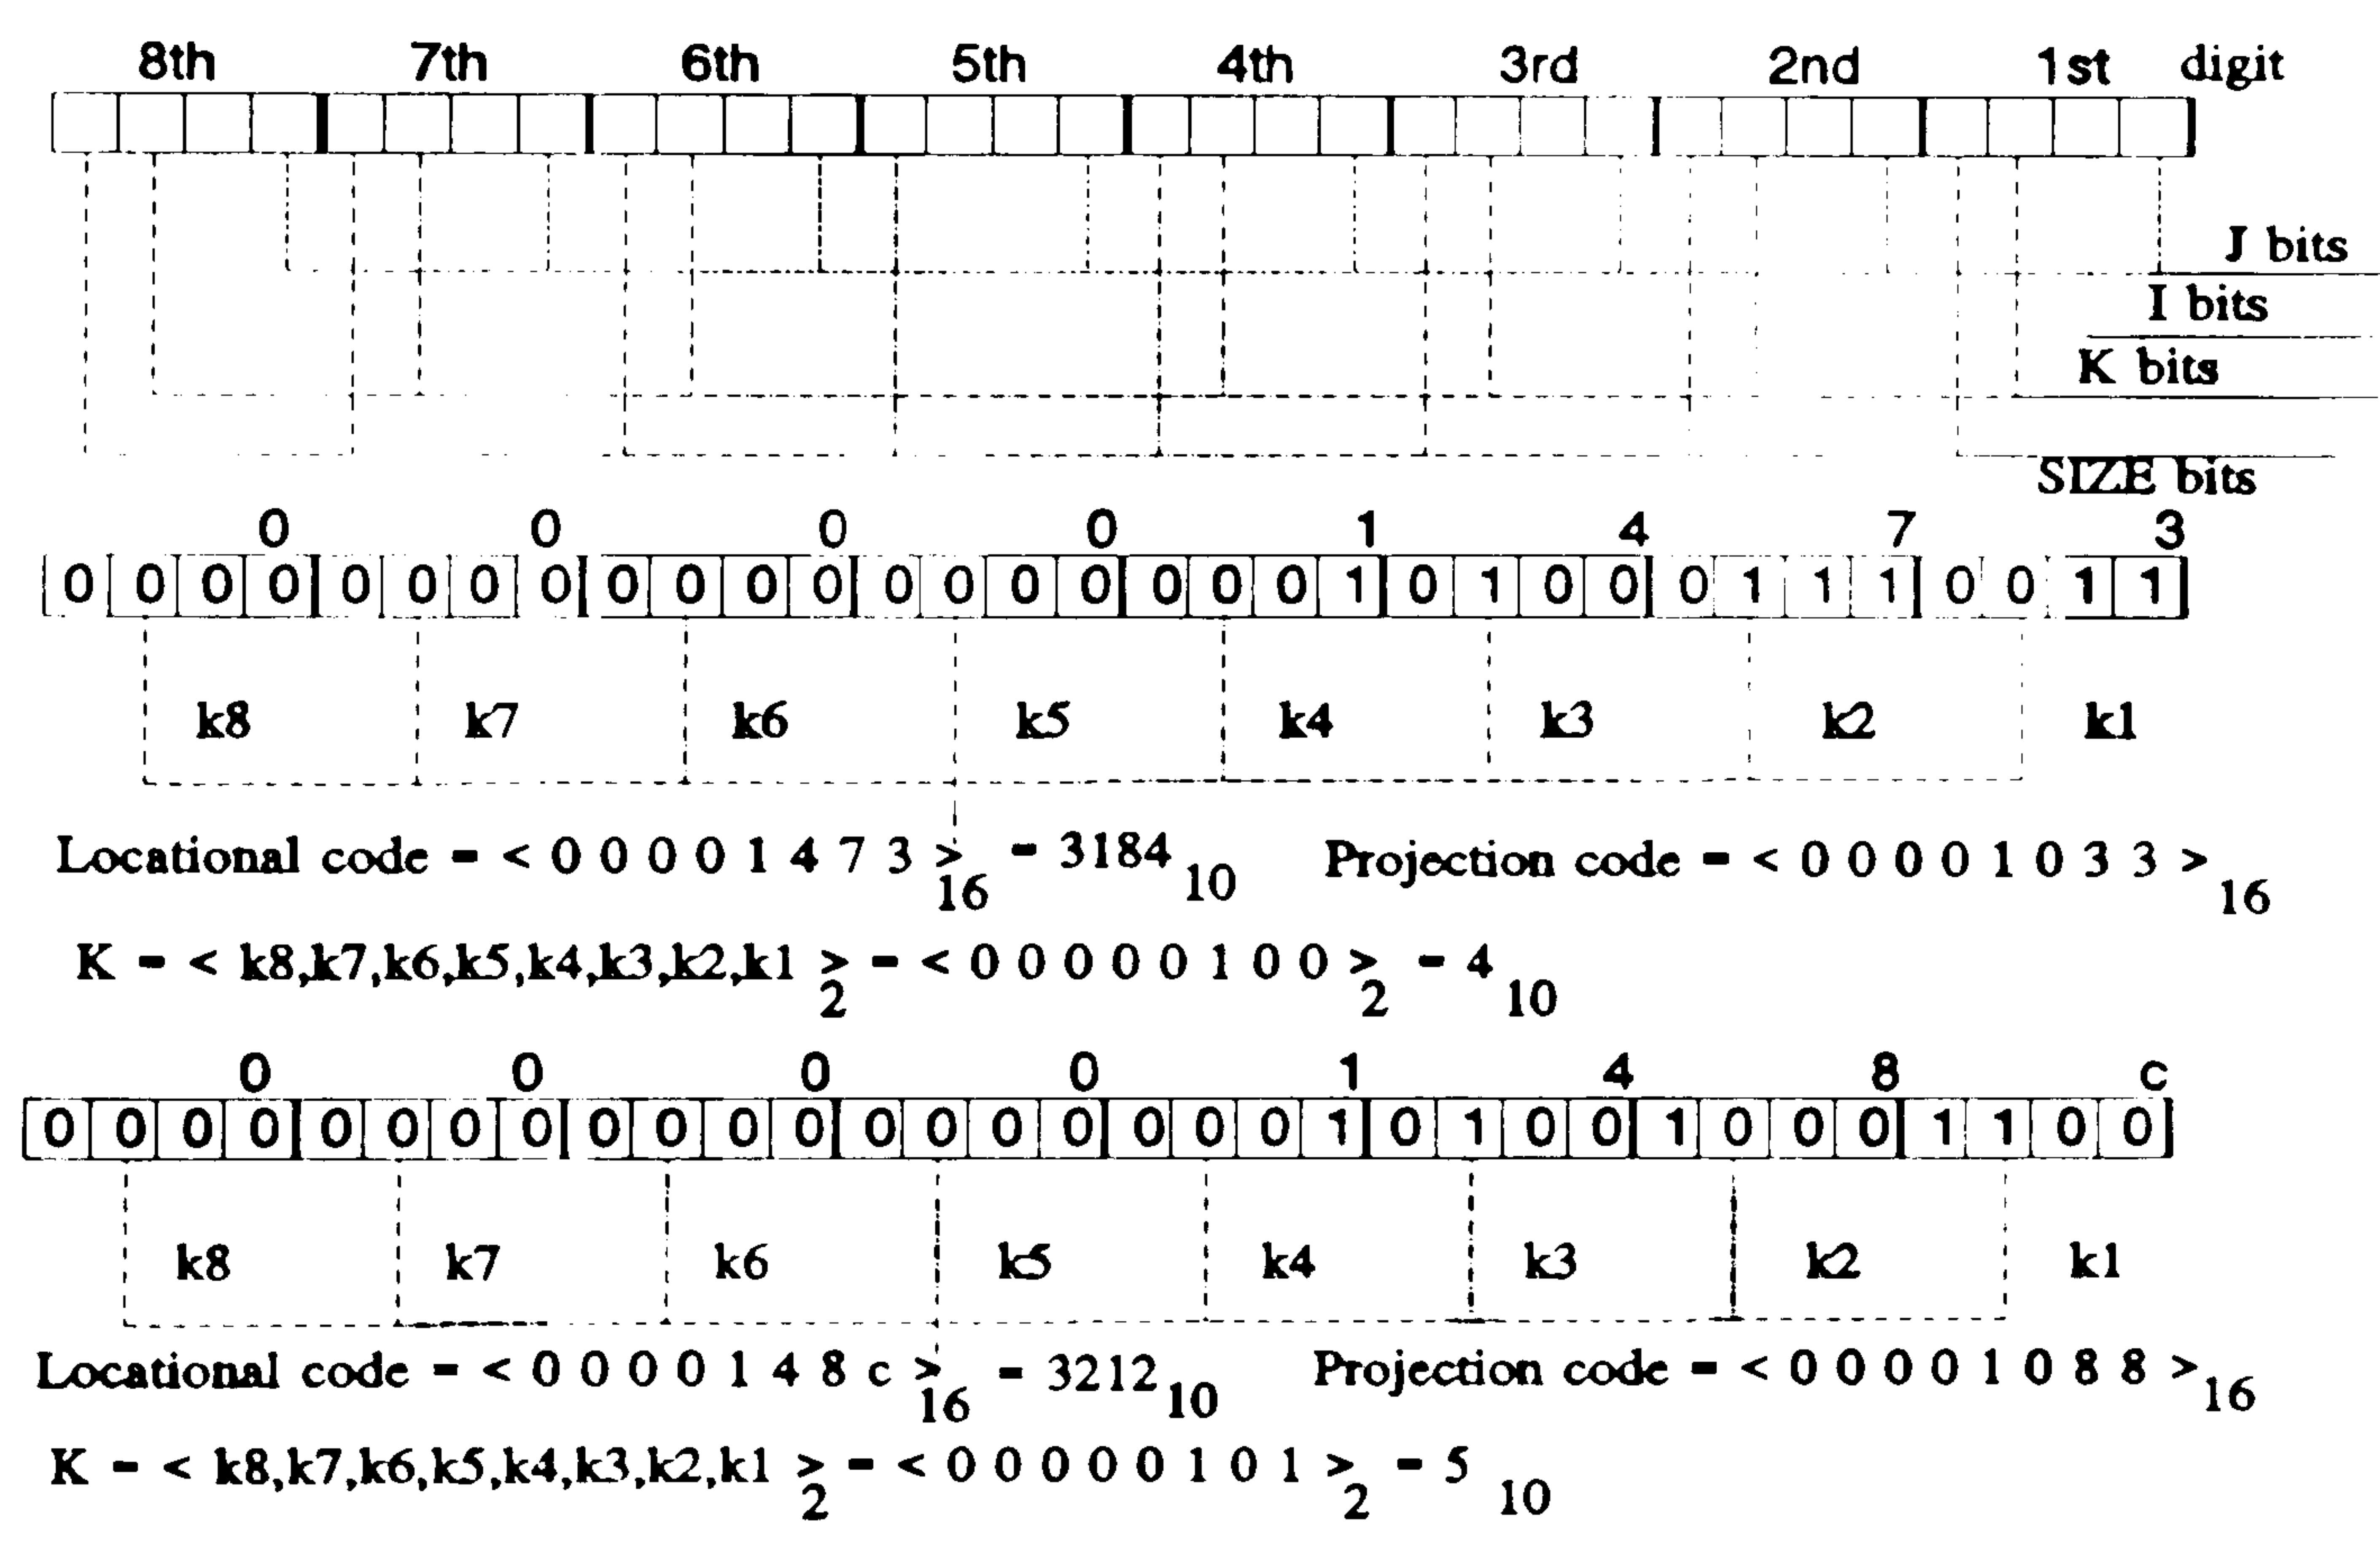 8th 7th 6th 5th 4th 3rd 2nd 1st digit
J bits
I bits
K bits
SIZE bits
0 0 0 0 1 4 7 3
0 0 0 0 0 0 0 0 0 0 0 0 0 0 0 0 0 0 0 1 0 1 0 0 0 1 1 1 0 0 1 1
k8 k7 k6 k5 k4 k3 k2 k1
Locational code = < 0 0 0 0 1 4 7 3 >16 = 3184 10 Projection code = < 0 0 0 0 1 0 3 3 >16
K = < k8,k7,k6,k5,k4,k3,k2,k1 >2 = < 0 0 0 0 0 1 0 0 >2 = 4 10
0 0 0 0 1 4 8 c
0 0 0 0 0 0 0 0 0 0 0 0 0 0 0 0 0 0 0 1 0 1 0 0 1 0 0 0 1 1 0 0
k8 k7 k6 k5 k4 k3 k2 k1
Locational code = < 0 0 0 0 1 4 8 c >16 = 3212 10 Projection code = < 0 0 0 0 1 0 8 8 >16
K = < k8,k7,k6,k5,k4,k3,k2,k1 >2 = < 0 0 0 0 0 1 0 1 >2 = 5 10